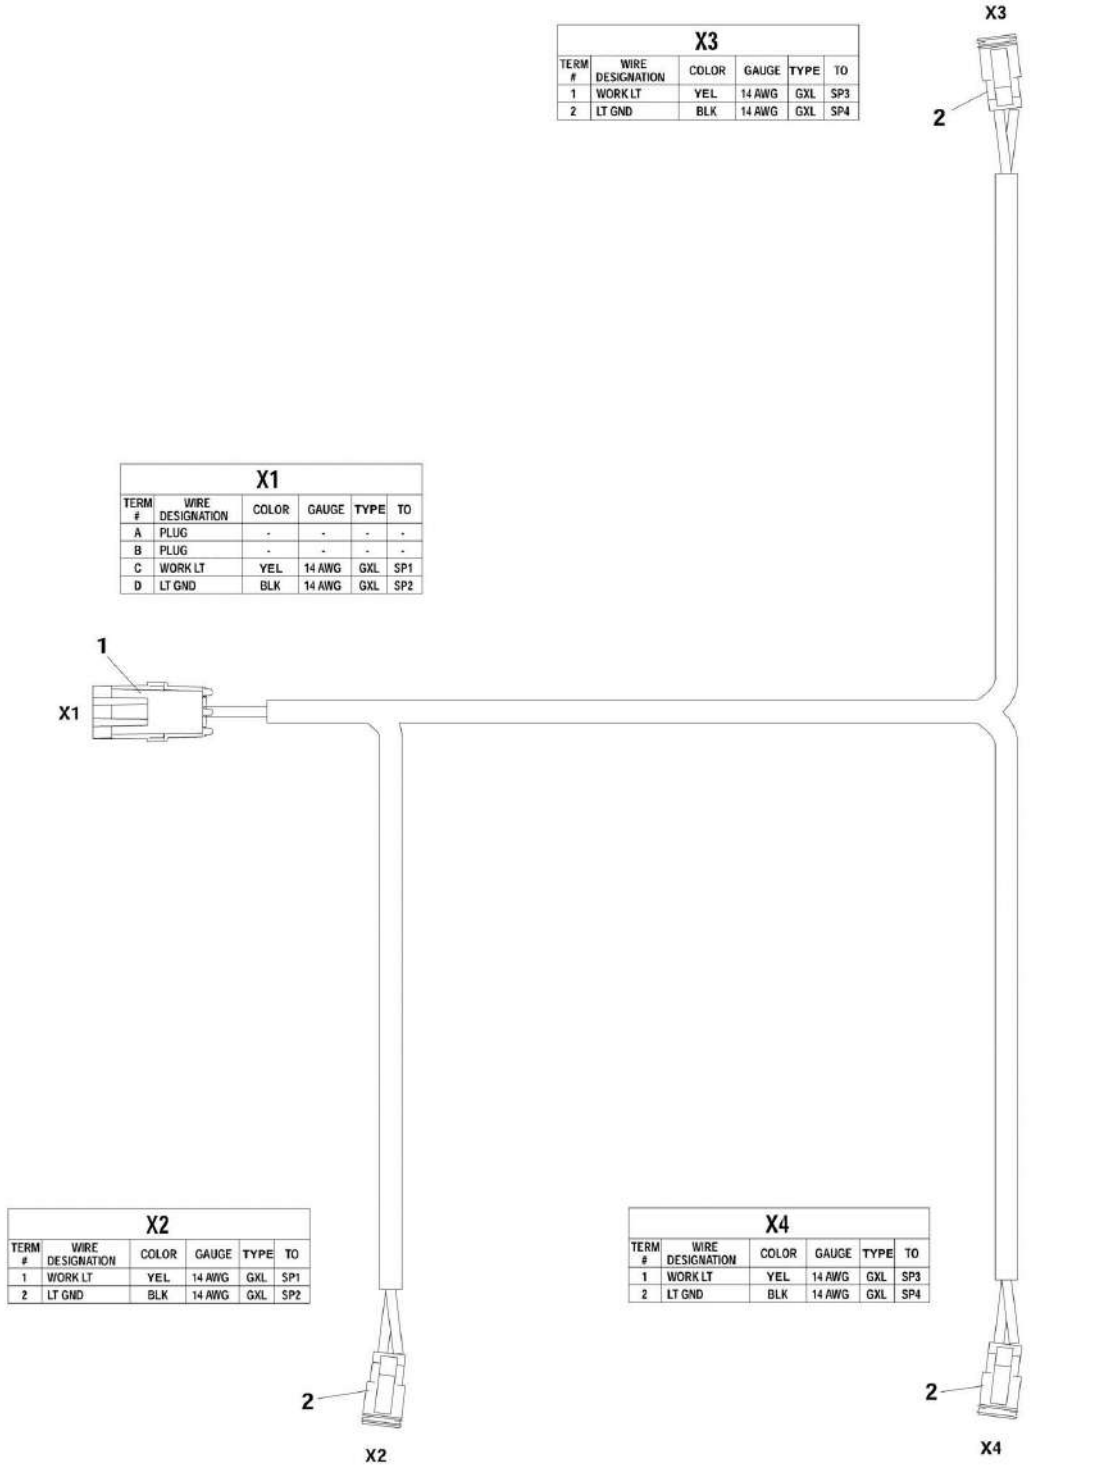 X3
X3
TERM # WIRE DESIGNATION COLOR GAUGE TYPE TO
1 WORK LT YEL 14 AWG GXL SP3
2 LT GND BLK 14 AWG GXL SP4
2
X1
TERM # WIRE DESIGNATION COLOR GAUGE TYPE TO
A PLUG - - - -
B PLUG - - - -
C WORK LT YEL 14 AWG GXL SP1
D LT GND BLK 14 AWG GXL SP2
1
X1
X2
TERM # WIRE DESIGNATION COLOR GAUGE TYPE TO
1 WORK LT YEL 14 AWG GXL SP1
2 LT GND BLK 14 AWG GXL SP2
2
X2
X4
TERM # WIRE DESIGNATION COLOR GAUGE TYPE TO
1 WORK LT YEL 14 AWG GXL SP3
2 LT GND BLK 14 AWG GXL SP4
2
X4